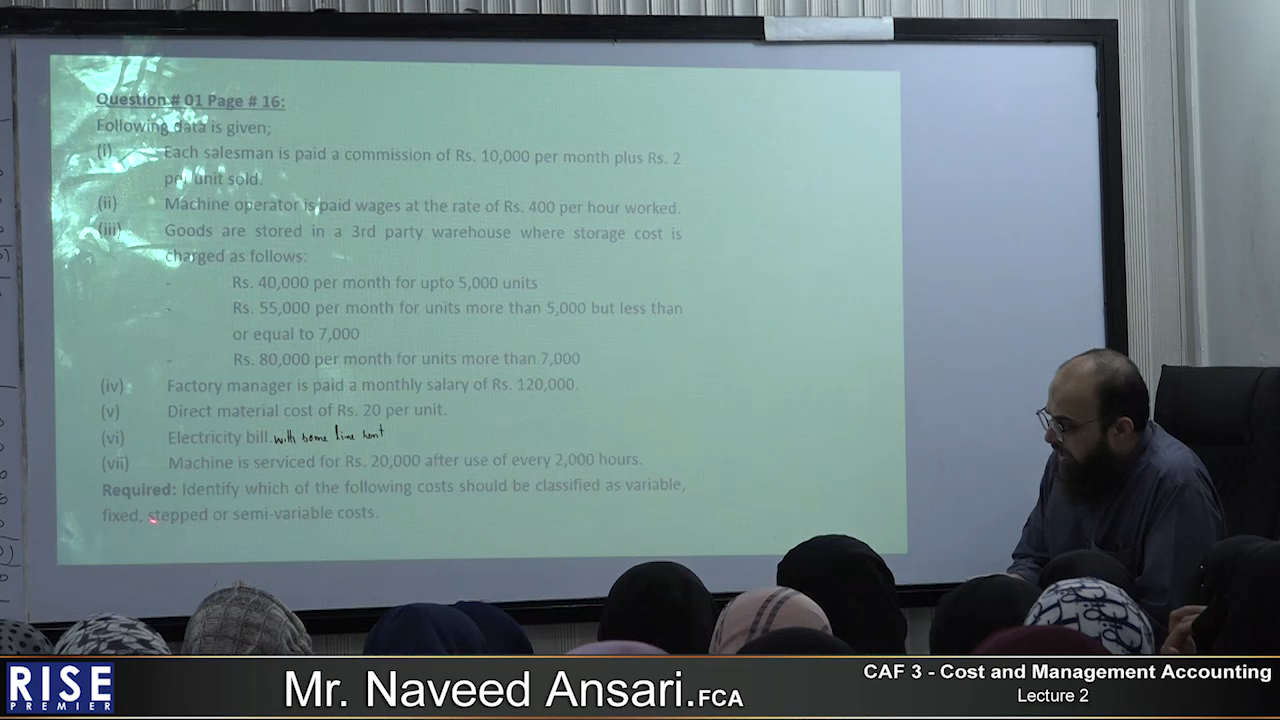 Question # 01 Page # 16:
Following data is given;
(i) Each salesman is paid a commission of Rs. 10,000 per month plus Rs. 2
per unit sold.
(ii) Machine operator is paid wages at the rate of Rs. 400 per hour worked.
(iii) Goods are stored in a 3rd party warehouse where storage cost is
charged as follows:
- Rs. 40,000 per month for upto 5,000 units
- Rs. 55,000 per month for units more than 5,000 but less than
or equal to 7,000
- Rs. 80,000 per month for units more than 7,000
(iv) Factory manager is paid a monthly salary of Rs. 120,000.
(v) Direct material cost of Rs. 20 per unit.
(vi) Electricity bill. with some line rent
(vii) Machine is serviced for Rs. 20,000 after use of every 2,000 hours.
Required: Identify which of the following costs should be classified as variable,
fixed, stepped or semi-variable costs.
RISE
PREMIER
Mr. Naveed Ansari.FCA
CAF 3 - Cost and Management Accounting
Lecture 2